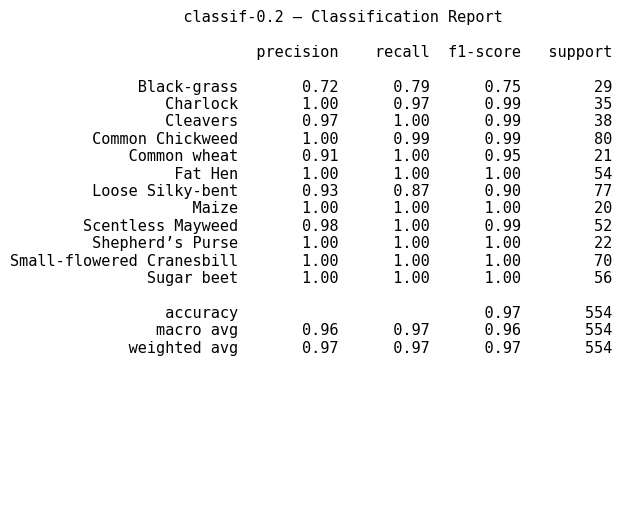 classif-0.2 — Classification Report
precision recall f1-score support
Black-grass 0.72 0.79 0.75 29
Charlock 1.00 0.97 0.99 35
Cleavers 0.97 1.00 0.99 38
Common Chickweed 1.00 0.99 0.99 80
Common wheat 0.91 1.00 0.95 21
Fat Hen 1.00 1.00 1.00 54
Loose Silky-bent 0.93 0.87 0.90 77
Maize 1.00 1.00 1.00 20
Scentless Mayweed 0.98 1.00 0.99 52
Shepherd’s Purse 1.00 1.00 1.00 22
Small-flowered Cranesbill 1.00 1.00 1.00 70
Sugar beet 1.00 1.00 1.00 56
accuracy 0.97 554
macro avg 0.96 0.97 0.96 554
weighted avg 0.97 0.97 0.97 554